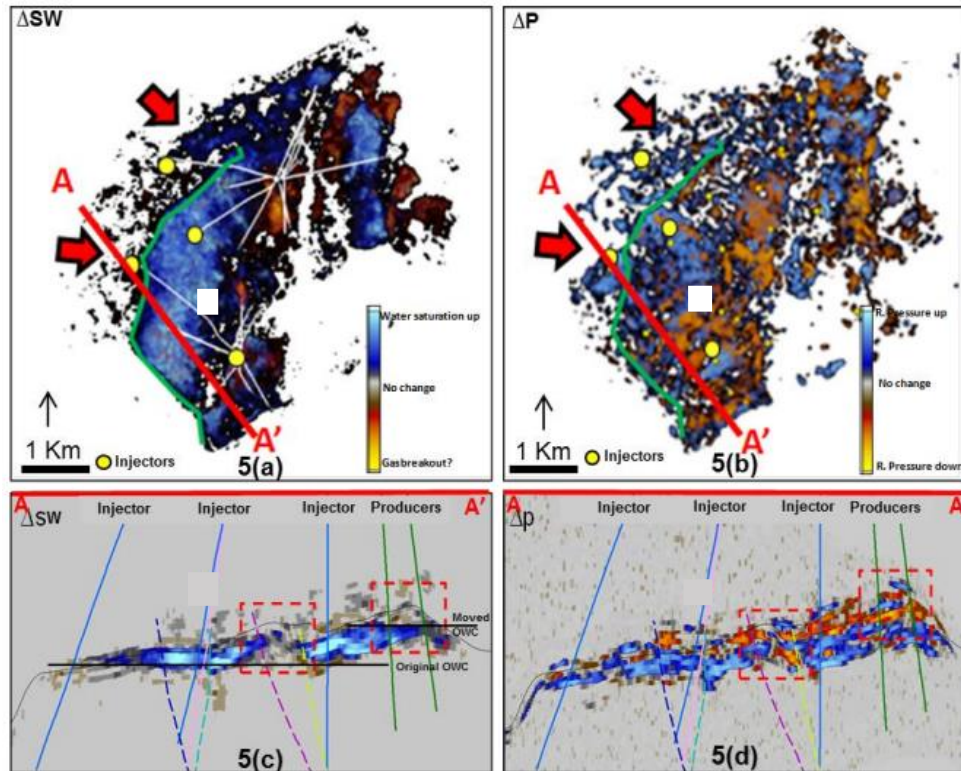 ΔSW
A
Water saturation up
No change
Gasbreakout?
A'
1 Km
Injectors
5(a)
ΔP
A
R. Pressure up
No change
R. Pressure down
A'
1 Km
Injectors
5(b)
A
A'
ΔSW
Injector
Injector
Injector
Producers
Moved
OWC
Original OWC
5(c)
A
A
Δp
Injector
Injector
Injector
Producers
5(d)